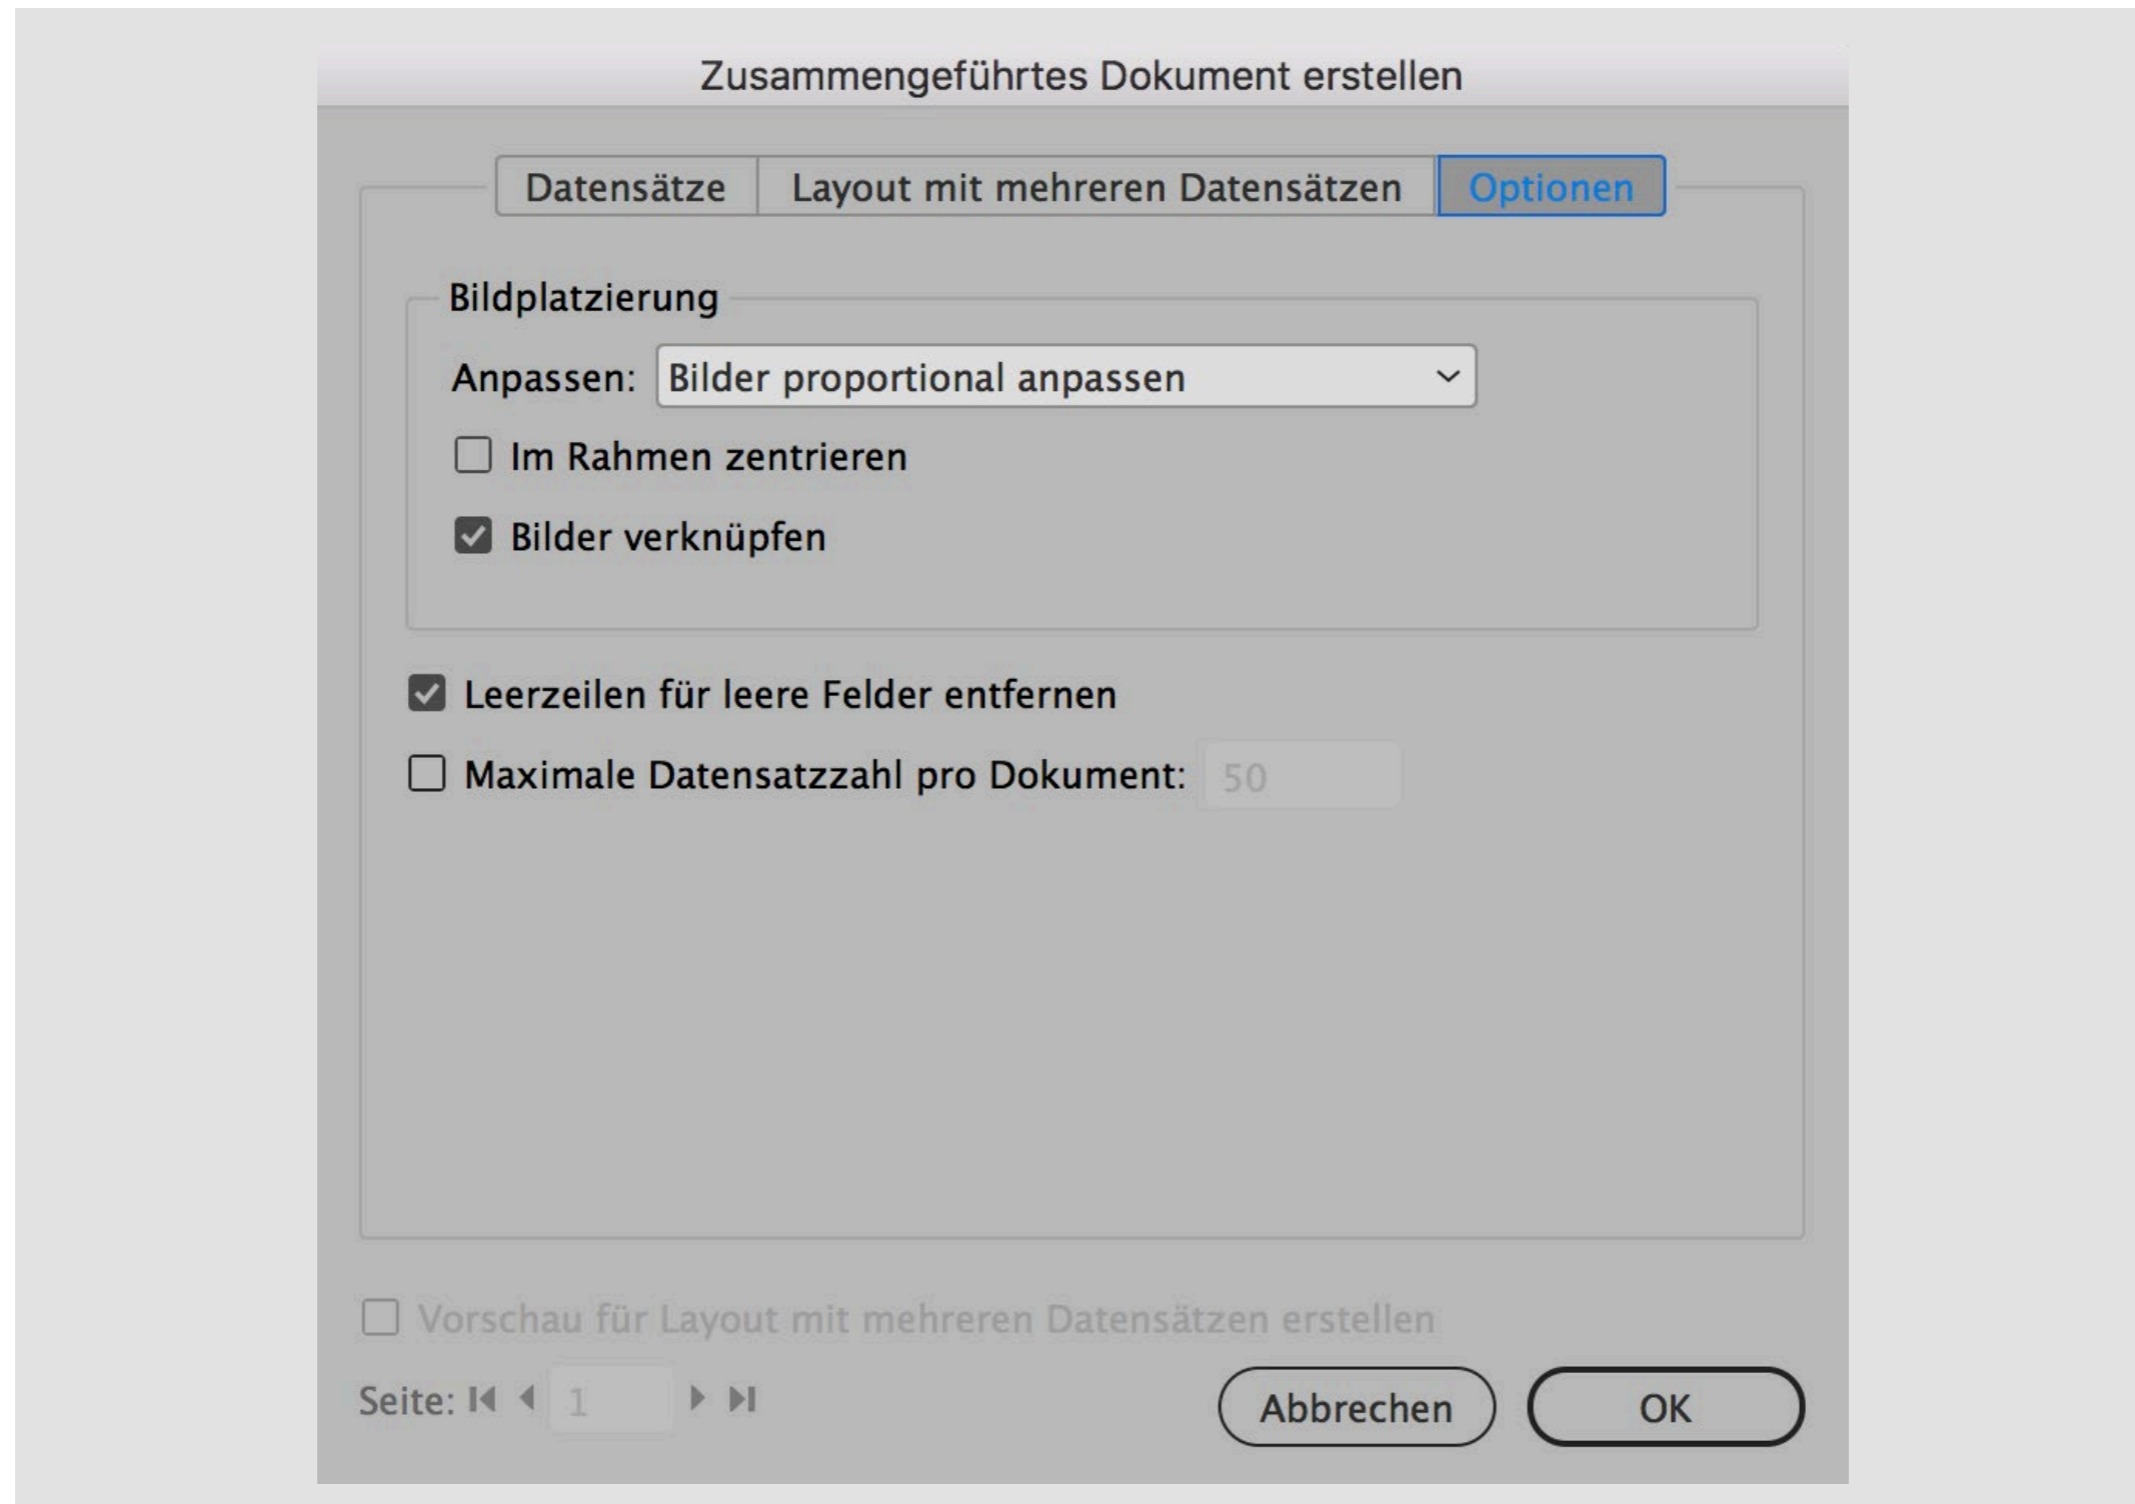 Zusammengeführtes Dokument erstellen
Datensätze Layout mit mehreren Datensätzen Optionen
Bildplatzierung
Anpassen: Bilder proportional anpassen
Im Rahmen zentrieren
Bilder verknüpfen
Leerzeilen für leere Felder entfernen
Maximale Datensatzzahl pro Dokument: 50
Vorschau für Layout mit mehreren Datensätzen erstellen
Seite: 1 Abbrechen OK